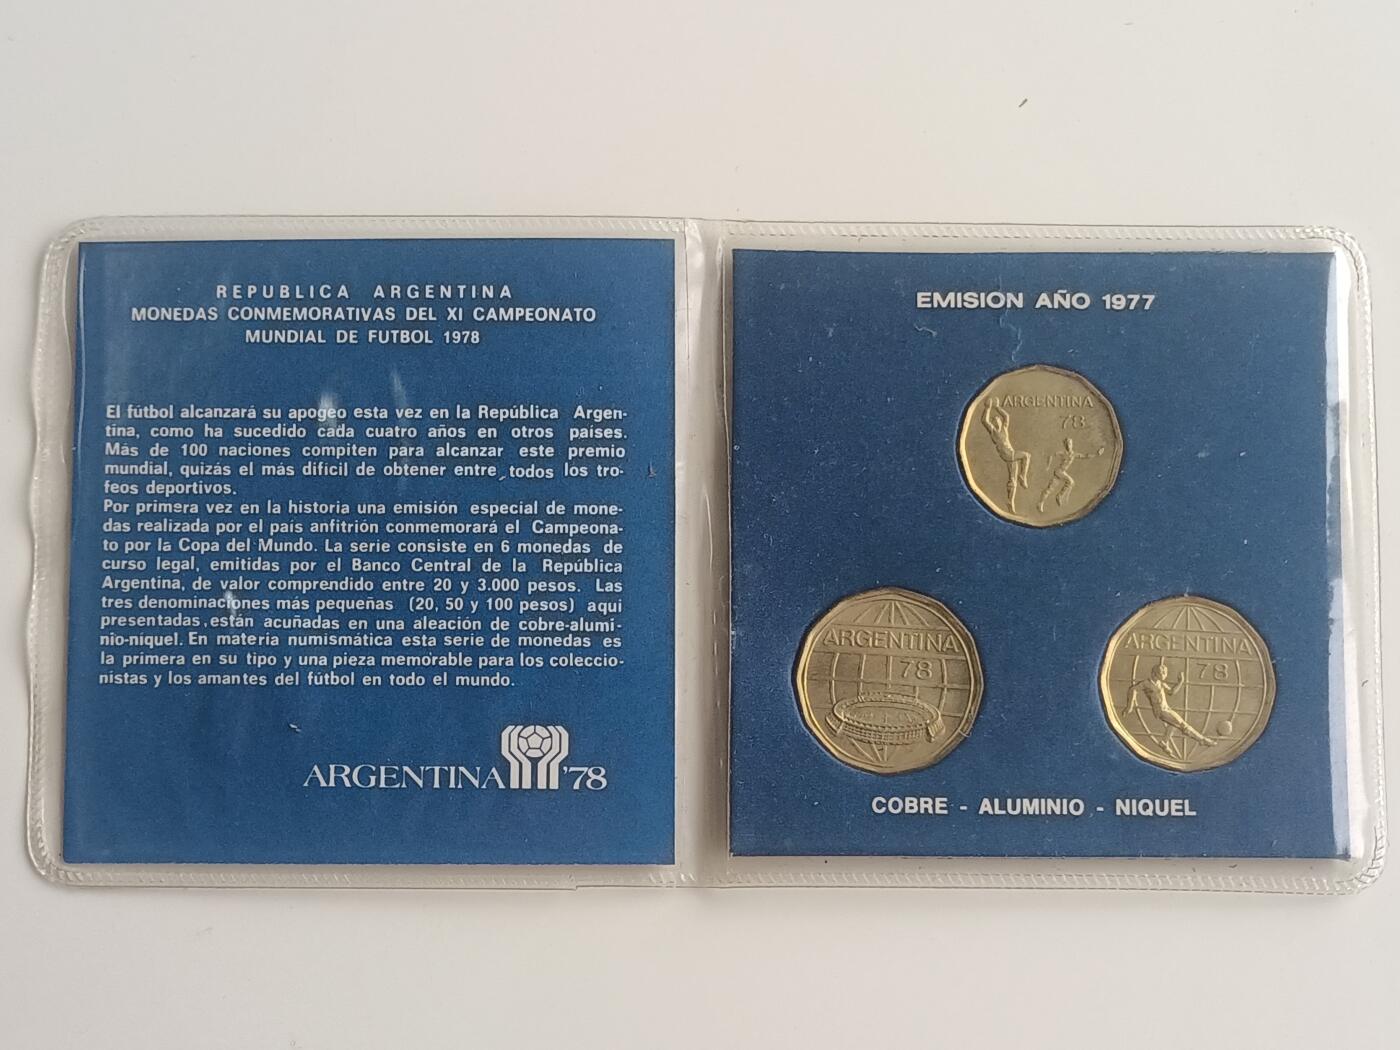 REPUBLICA ARGENTINA
MONEDAS CONMEMORATIVAS DEL XI CAMPEONATO
MUNDIAL DE FUTBOL 1978
El fútbol alcanzará su apogeo esta vez en la República Argen-
tina, como ha sucedido cada cuatro años en otros países.
Más de 100 naciones compiten para alcanzar este premio
mundial, quizás el más difícil de obtener entre todos los tro-
feos deportivos.
Por primera vez en la historia una emisión especial de mone-
das realizada por el país anfitrión conmemorará el Campeona-
to por la Copa del Mundo. La serie consiste en 6 monedas de
curso legal, emitidas por el Banco Central de la República
Argentina, de valor comprendido entre 20 y 3.000 pesos. Las
tres denominaciones más pequeñas (20, 50 y 100 pesos) aquí
presentadas, están acuñadas en una aleación de cobre-alumi-
nio-níquel. En materia numismática esta serie de monedas es
la primera en su tipo y una pieza memorable para los coleccio-
nistas y los amantes del fútbol en todo el mundo.
ARGENTINA '78
EMISION AÑO 1977
ARGENTINA
78
ARGENTINA
78
ARGENTINA
78
COBRE - ALUMINIO - NIQUEL